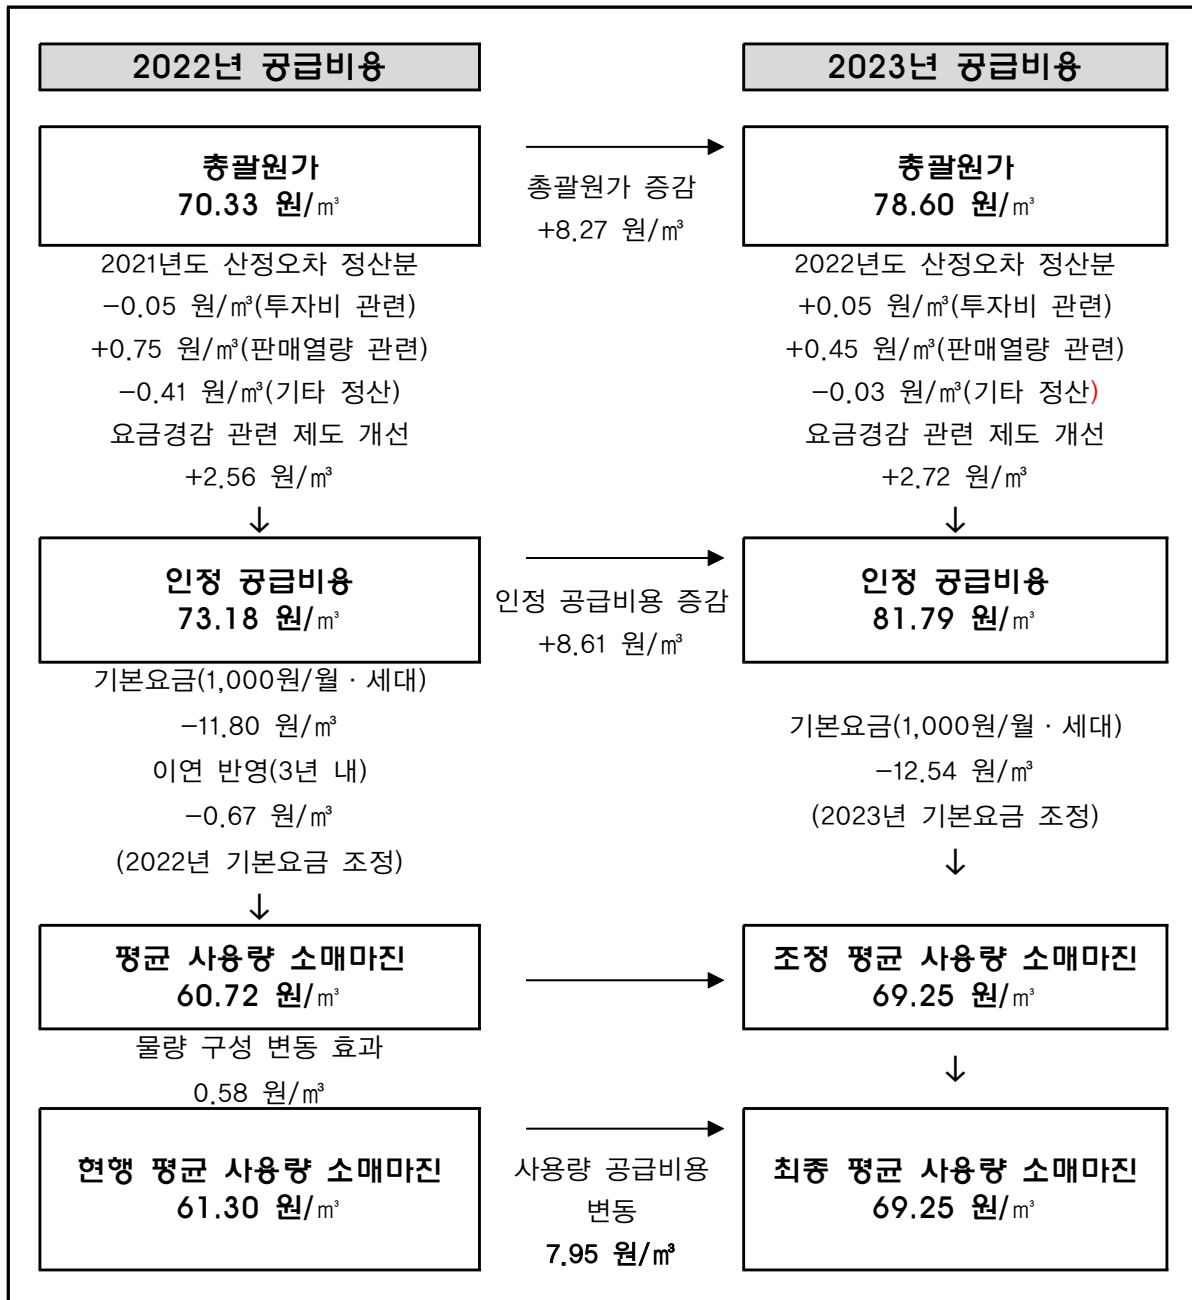 2022년 공급비용
2023년 공급비용
총괄원가
70.33 원/㎥
총괄원가 증감
+8.27 원/㎥
총괄원가
78.60 원/㎥
2021년도 산정오차 정산분
-0.05 원/㎥(투자비 관련)
+0.75 원/㎥(판매열량 관련)
-0.41 원/㎥(기타 정산)
요금경감 관련 제도 개선
+2.56 원/㎥
↓
2022년도 산정오차 정산분
+0.05 원/㎥(투자비 관련)
+0.45 원/㎥(판매열량 관련)
-0.03 원/㎥(기타 정산)
요금경감 관련 제도 개선
+2.72 원/㎥
↓
인정 공급비용
73.18 원/㎥
인정 공급비용 증감
+8.61 원/㎥
인정 공급비용
81.79 원/㎥
기본요금(1,000원/월·세대)
-11.80 원/㎥
이연 반영(3년 내)
-0.67 원/㎥
(2022년 기본요금 조정)
↓
기본요금(1,000원/월·세대)
-12.54 원/㎥
(2023년 기본요금 조정)
↓
평균 사용량 소매마진
60.72 원/㎥
조정 평균 사용량 소매마진
69.25 원/㎥
물량 구성 변동 효과
0.58 원/㎥
↓
현행 평균 사용량 소매마진
61.30 원/㎥
사용량 공급비용
변동
7.95 원/㎥
최종 평균 사용량 소매마진
69.25 원/㎥